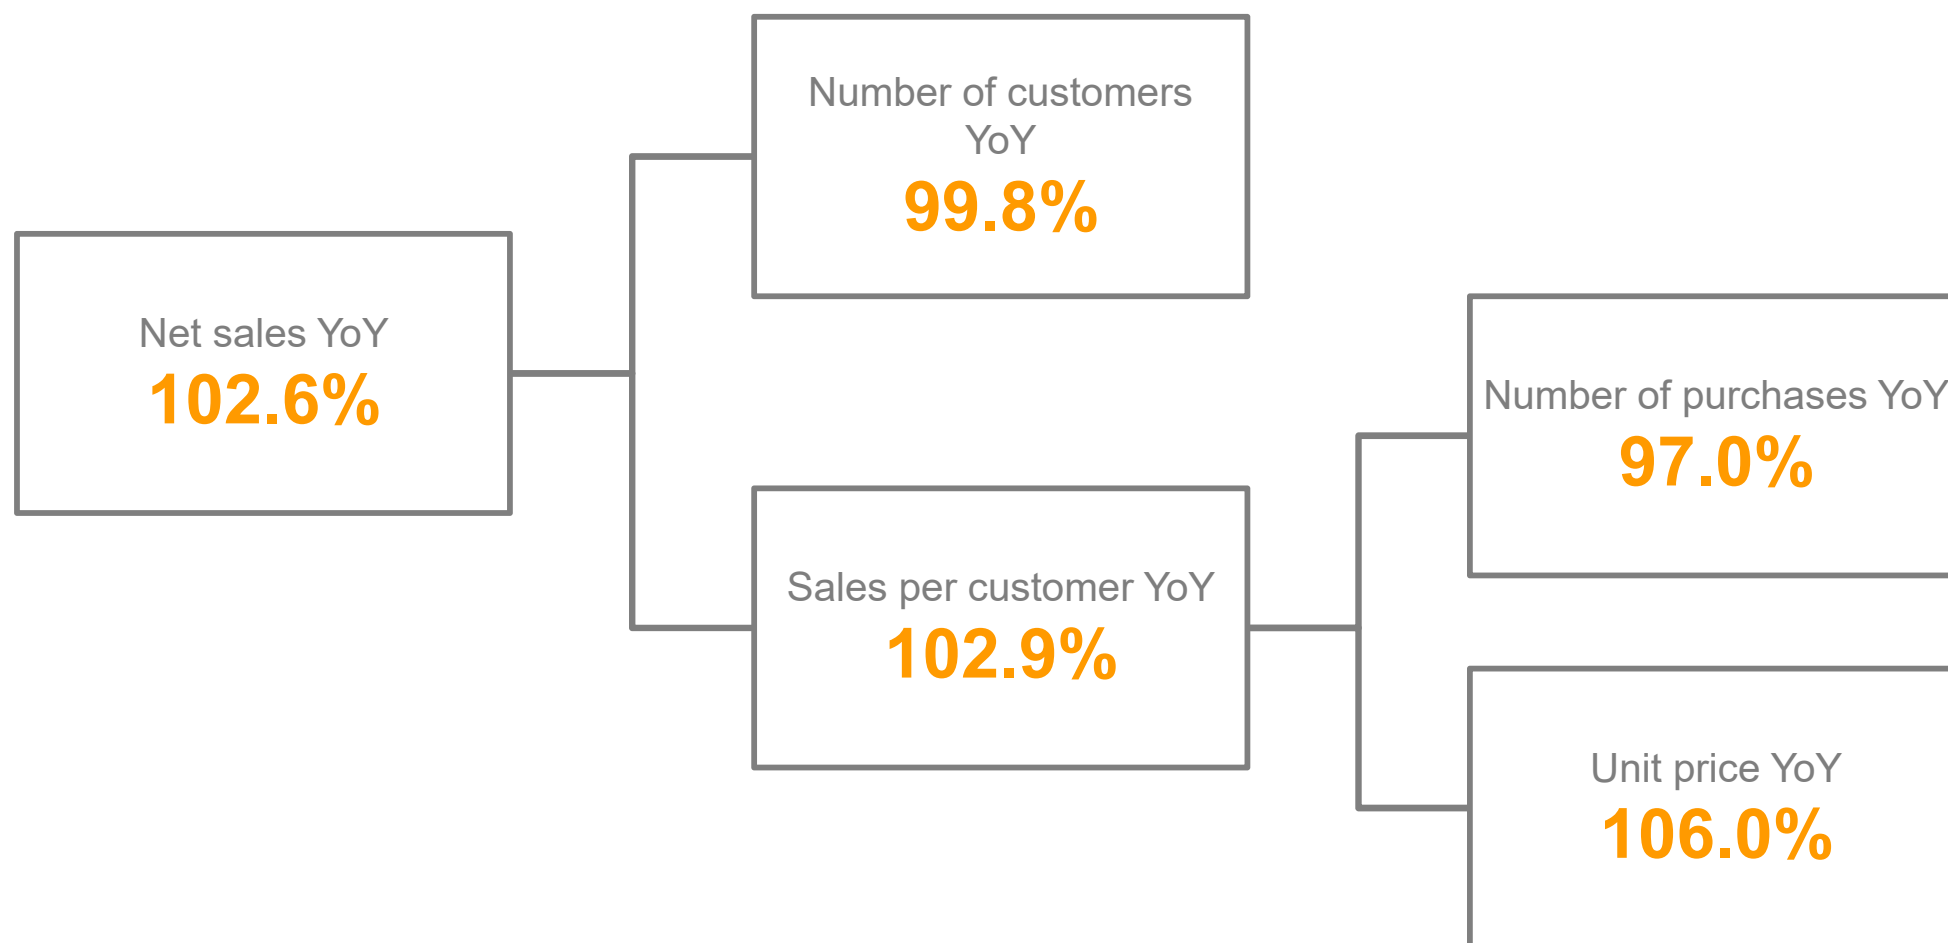 Number of customers
YoY
99.8%
Net sales YoY
102.6%
Number of purchases YoY
97.0%
Sales per customer YoY
102.9%
Unit price YoY
106.0%